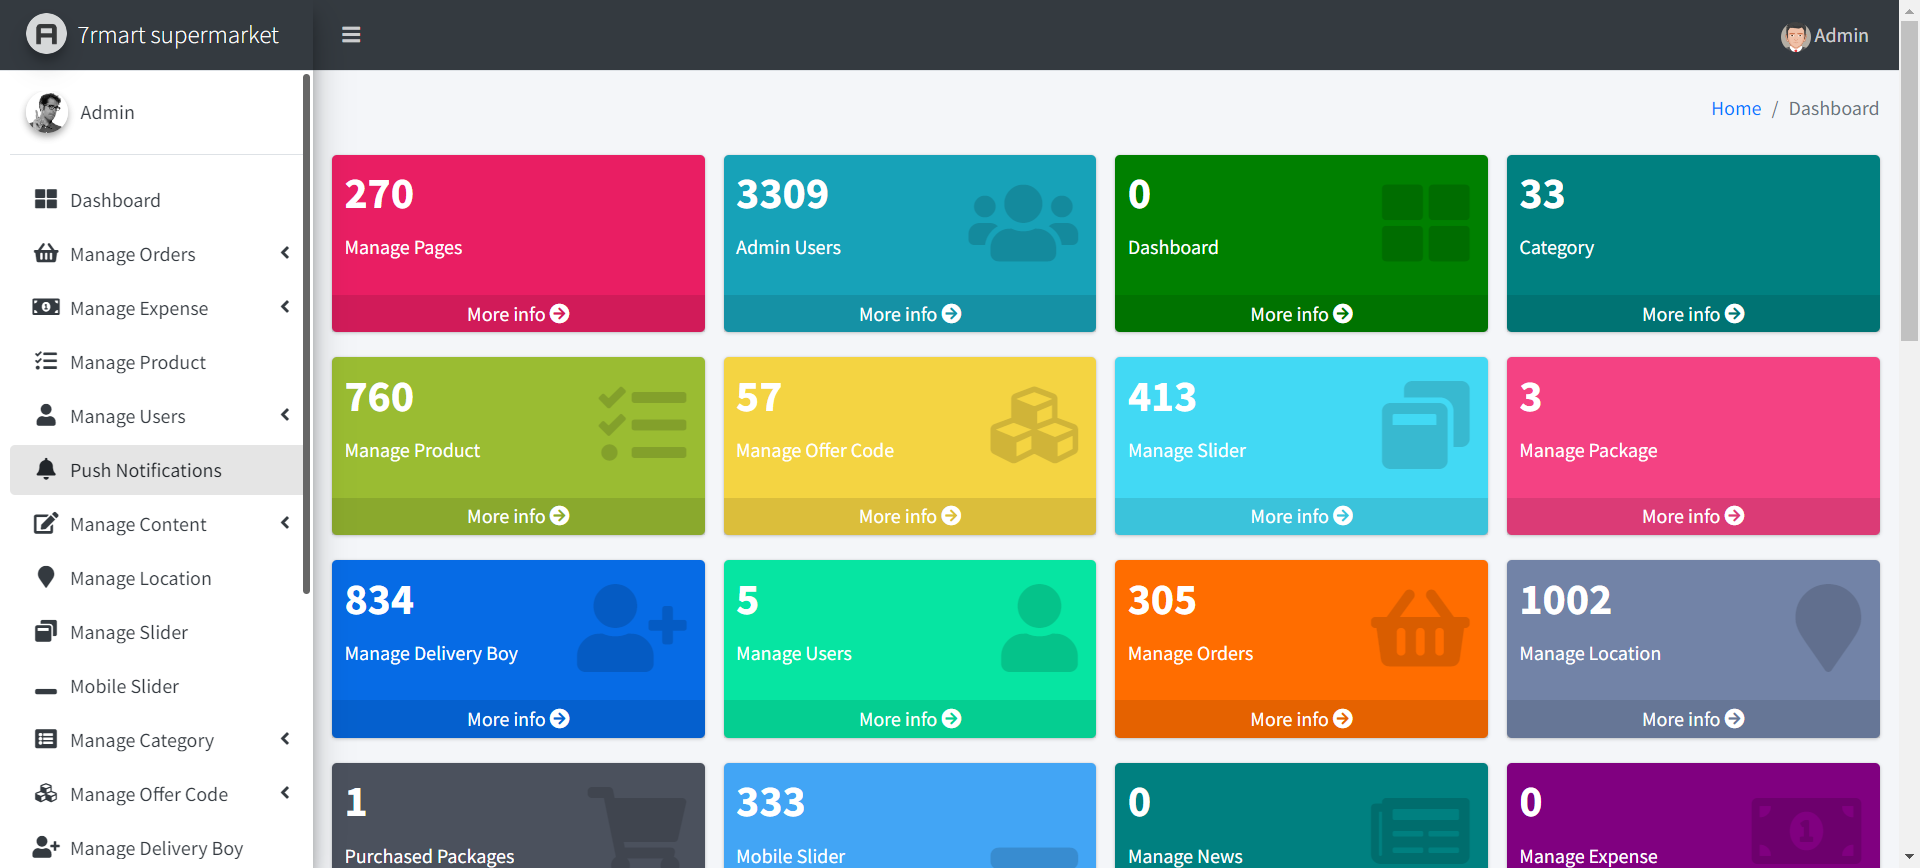 7rmart supermarket
Admin
Admin
Home / Dashboard
Dashboard
Manage Orders
Manage Expense
Manage Product
Manage Users
Push Notifications
Manage Content
Manage Location
Manage Slider
Mobile Slider
Manage Category
Manage Offer Code
Manage Delivery Boy
270
Manage Pages
More info
3309
Admin Users
More info
0
Dashboard
More info
33
Category
More info
760
Manage Product
More info
57
Manage Offer Code
More info
413
Manage Slider
More info
3
Manage Package
More info
834
Manage Delivery Boy
More info
5
Manage Users
More info
305
Manage Orders
More info
1002
Manage Location
More info
1
Purchased Packages
333
Mobile Slider
0
Manage News
0
Manage Expense